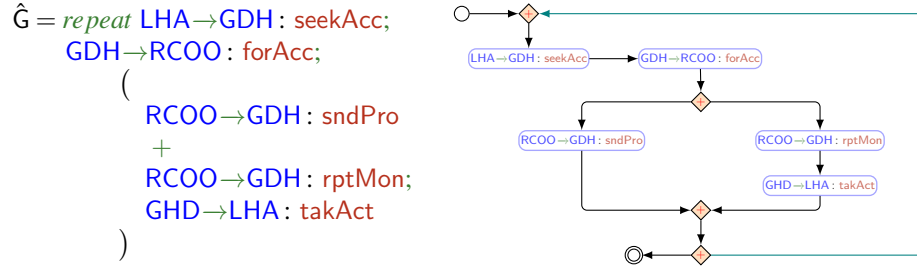 Ĝ = repeat LHA→GDH: seekAcc;
GDH→RCOO: forAcc;
(
RCOO→GDH: sndPro
+
RCOO→GDH: rptMon;
GHD→LHA: takAct
)
+
LHA→GDH: seekAcc
GDH→RCOO: forAcc
+
RCOO→GDH: sndPro
RCOO→GDH: rptMon
GHD→LHA: takAct
+
+